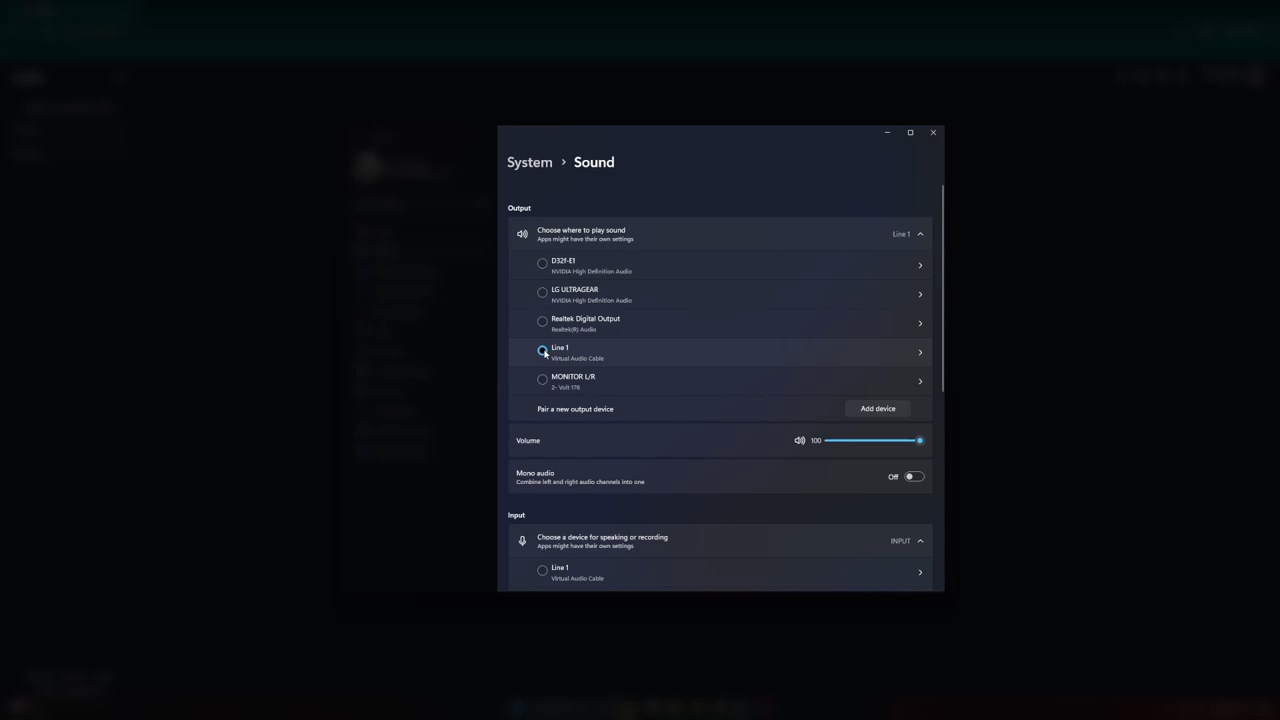 System > Sound
Output
Choose where to play sound
Apps might have their own settings
Line 1
D32f-E1
NVIDIA High Definition Audio
LG ULTRAGEAR
NVIDIA High Definition Audio
Realtek Digital Output
Realtek(R) Audio
Line 1
Virtual Audio Cable
MONITOR L/R
2- Volt 176
Pair a new output device
Add device
Volume
100
Mono audio
Combine left and right audio channels into one
Off
Input
Choose a device for speaking or recording
Apps might have their own settings
INPUT
Line 1
Virtual Audio Cable